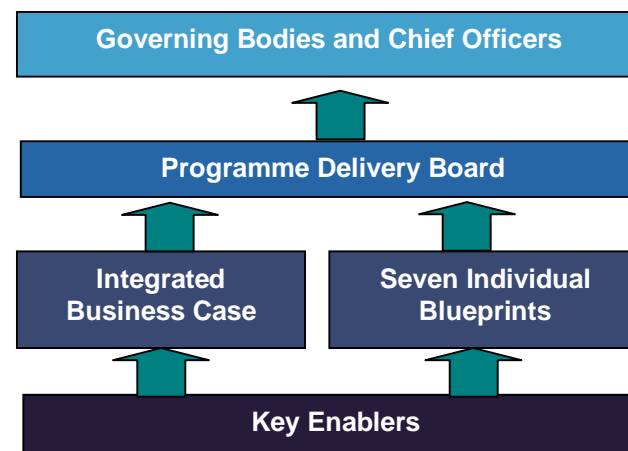 Governing Bodies and Chief Officers
Programme Delivery Board
Integrated
Business Case
Seven Individual
Blueprints
Key Enablers